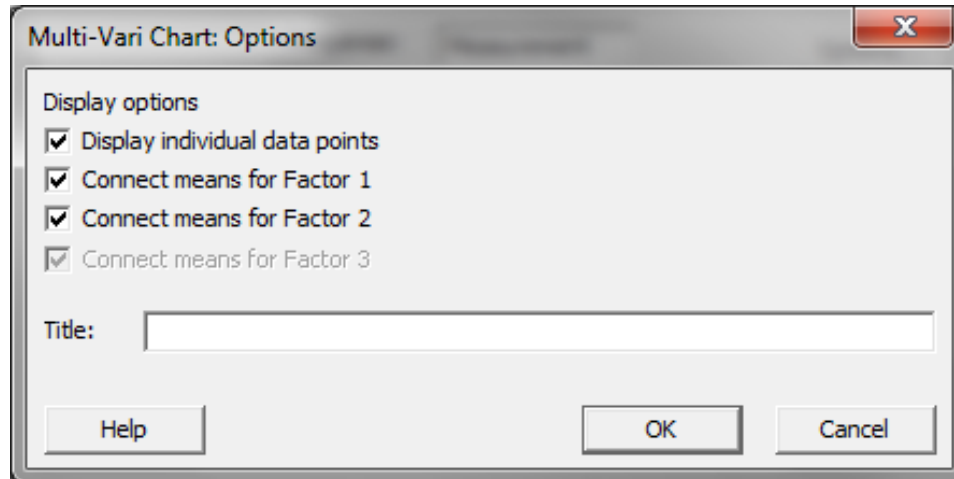 Multi-Vari Chart: Options
Display options
Display individual data points
Connect means for Factor 1
Connect means for Factor 2
Connect means for Factor 3
Title:
Help OK Cancel